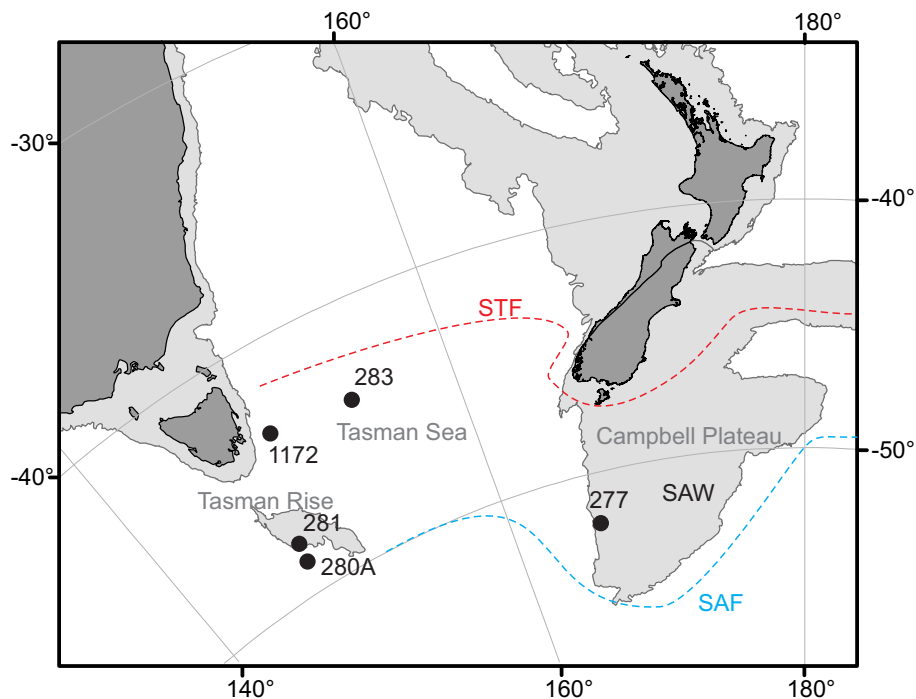 160°
180°
-30°
-40°
STF
283
Tasman Sea
Campbell Plateau
1172
-50°
-40°
Tasman Rise
277
SAW
281
280A
SAF
140°
160°
180°